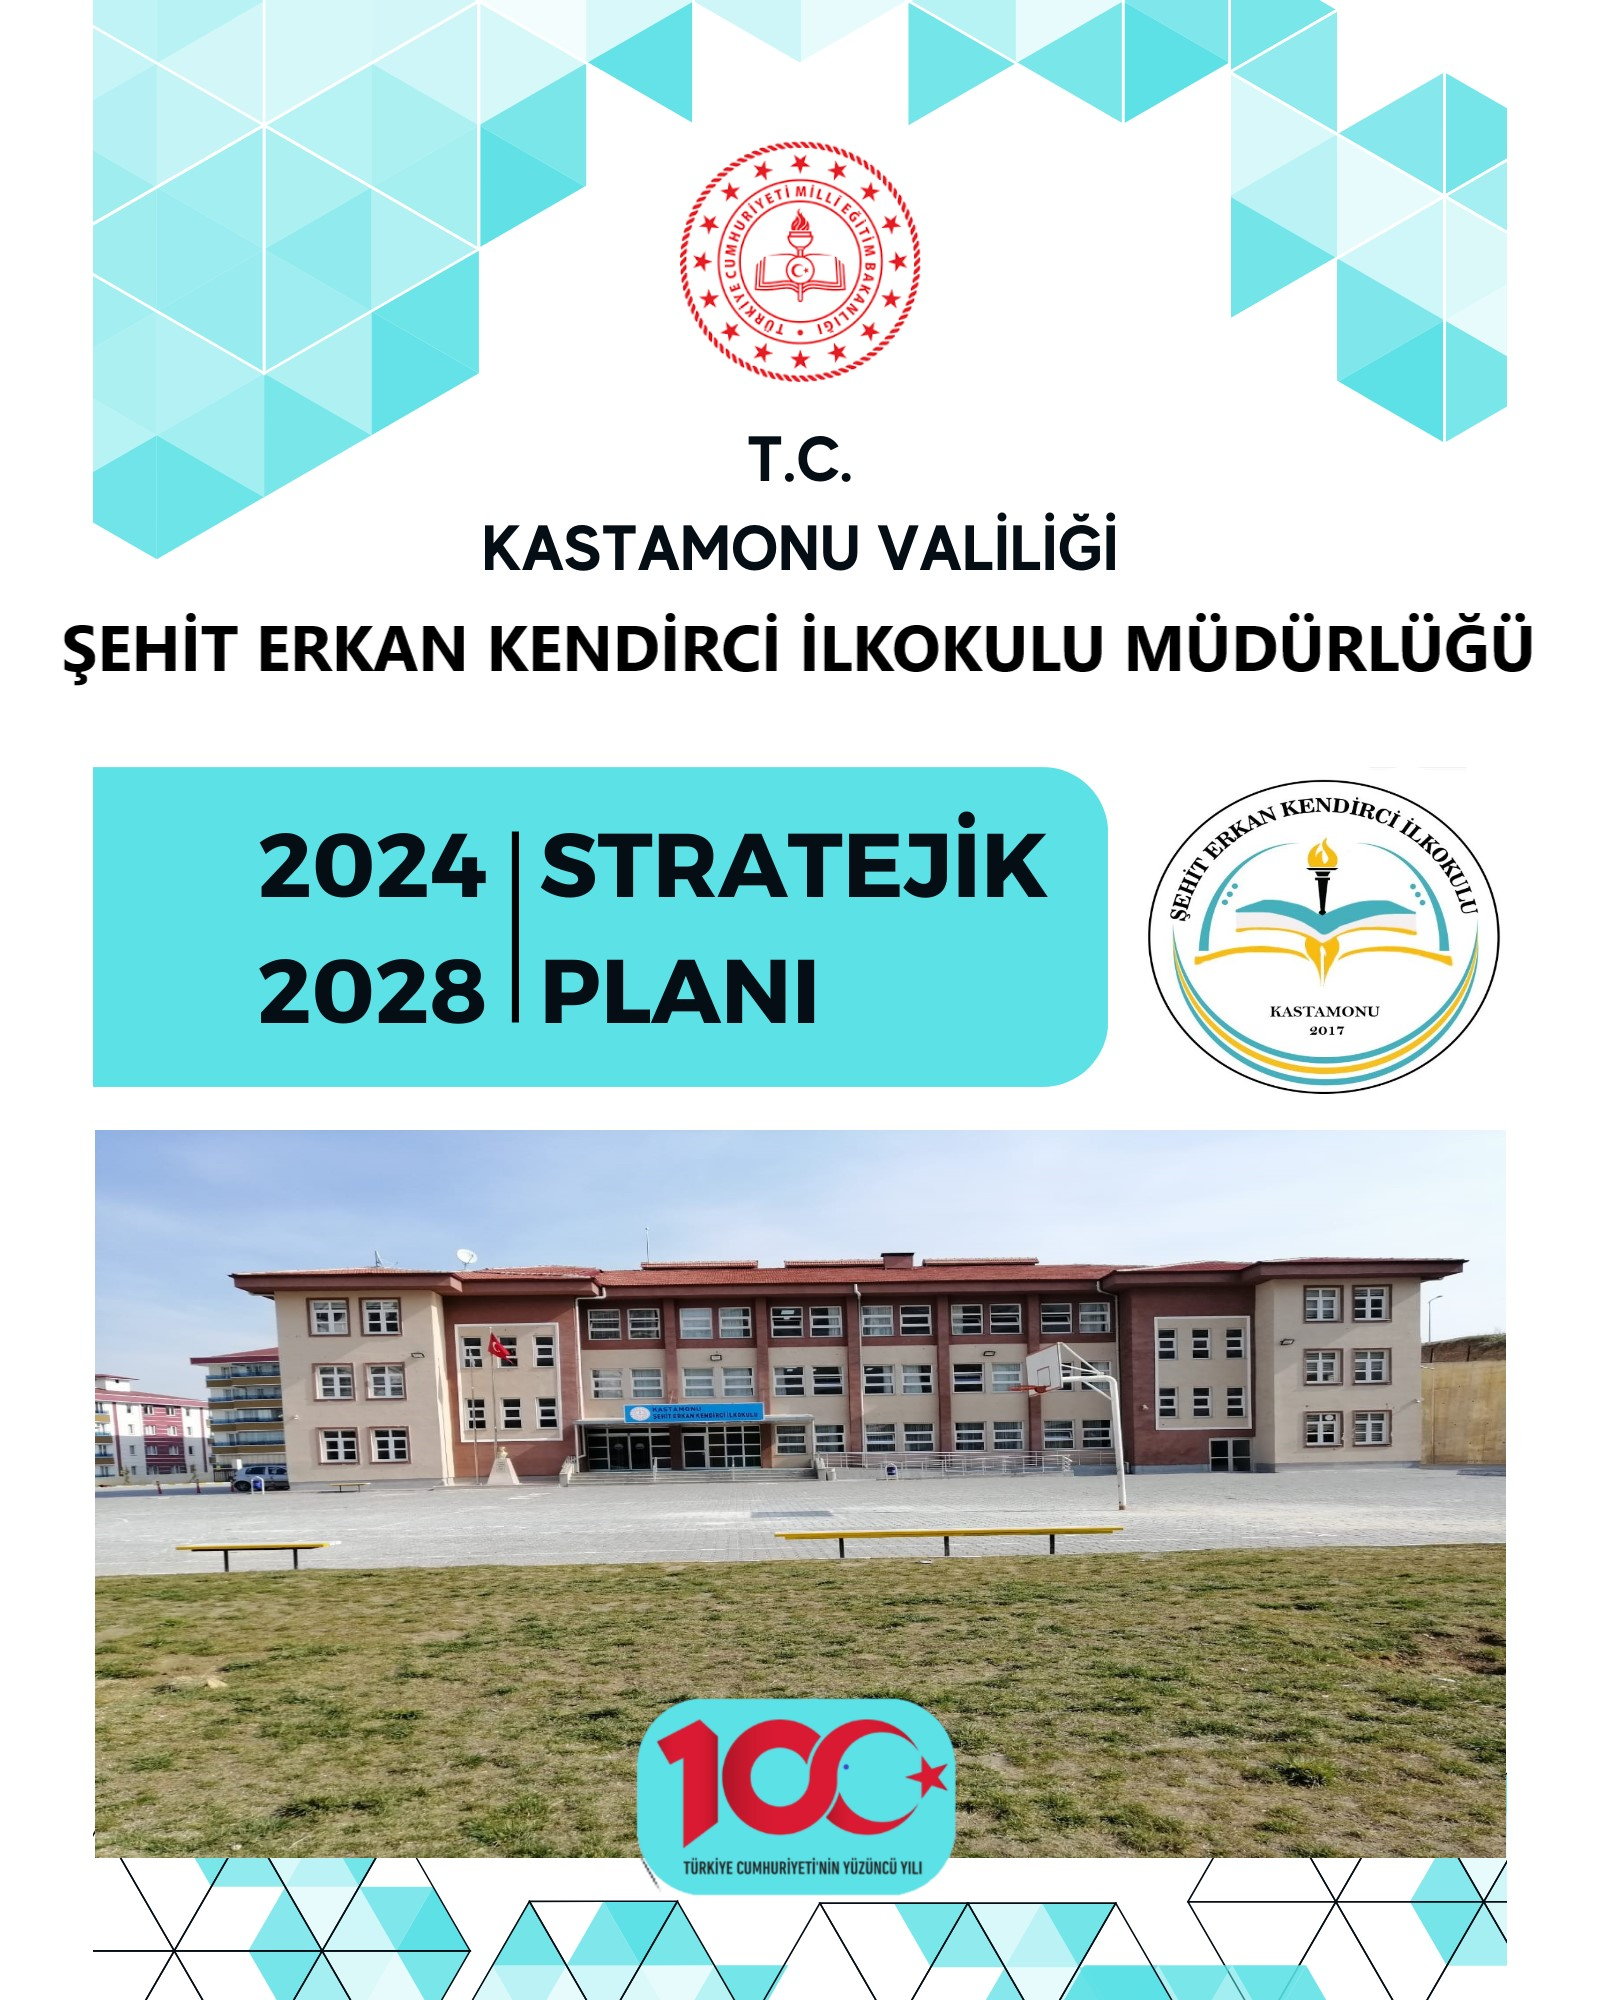 TÜRKİYE CUMHURİYETİ MİLLİ EĞİTİM BAKANLIĞI
T.C.
KASTAMONU VALİLİĞİ
ŞEHİT ERKAN KENDİRCİ İLKOKULU MÜDÜRLÜĞÜ
2024 STRATEJİK
2028 PLANI
ŞEHİT ERKAN KENDİRCİ İLKOKULU
KASTAMONU
2017
KASTAMONU
ŞEHİT ERKAN KENDİRCİ İLKOKULU
100
TÜRKİYE CUMHURİYETİ'NİN YÜZÜNCÜ YILI